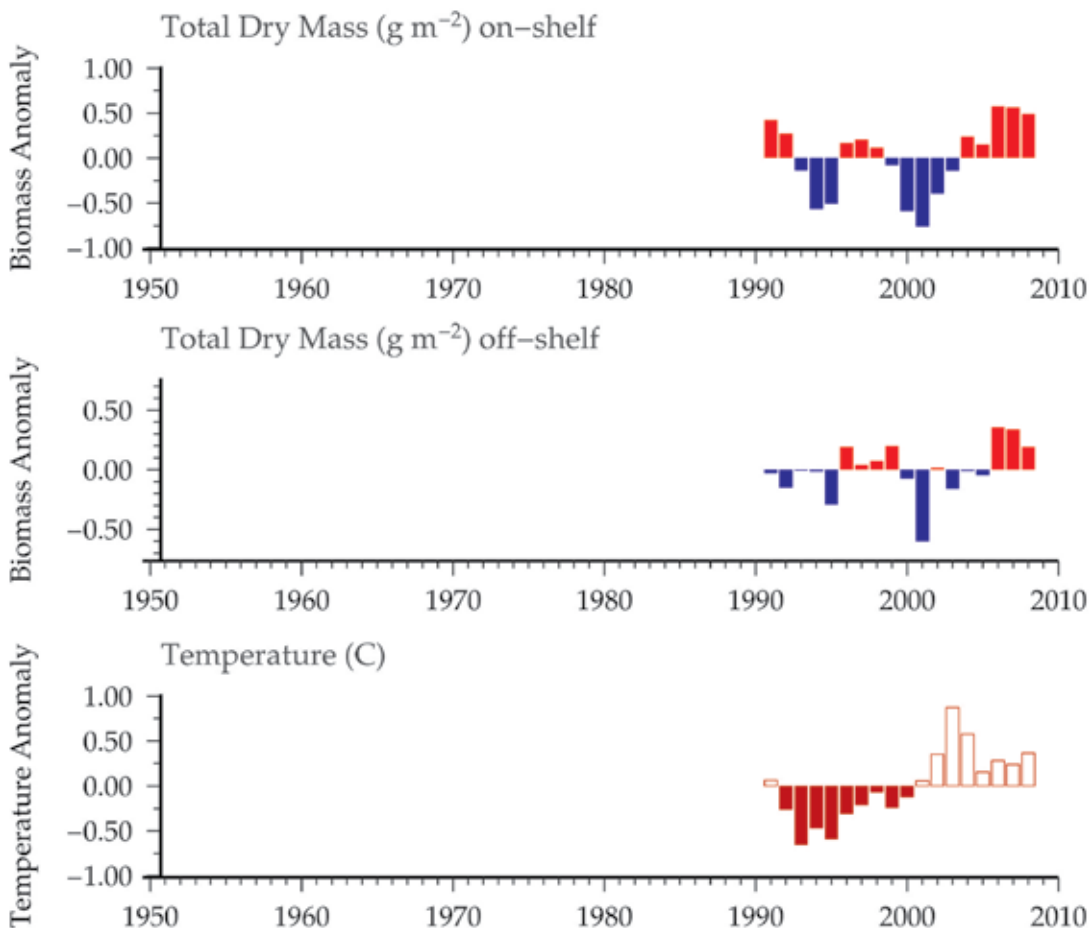 Total Dry Mass (g m⁻²) on−shelf
Biomass Anomaly
1.00
0.50
0.00
−0.50
−1.00
1950 1960 1970 1980 1990 2000 2010
Total Dry Mass (g m⁻²) off−shelf
Biomass Anomaly
0.50
0.00
−0.50
1950 1960 1970 1980 1990 2000 2010
Temperature (C)
Temperature Anomaly
1.00
0.50
0.00
−0.50
−1.00
1950 1960 1970 1980 1990 2000 2010